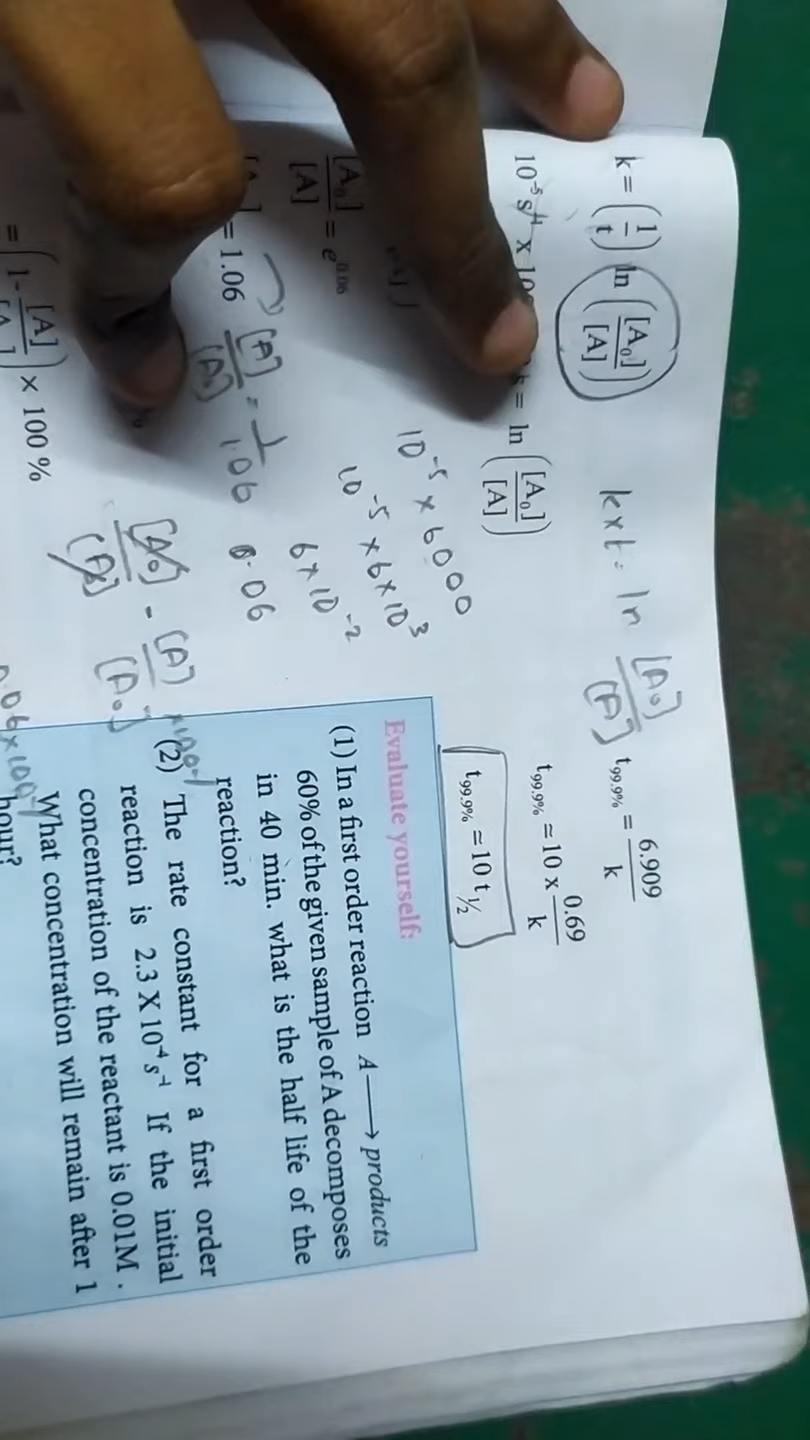 k = (1/t) ln ([A₀]/[A])
k×t = ln [A₀]/[A]
10⁻⁵ s⁻¹ x = ln ([A₀]/[A])
10⁻⁵ × 6000
10⁻⁵ × 6 × 10³
6 × 10⁻²
0.06
[A₀]/[A] = e^0.06
= 1.06
[A]/[A₀] = 1/1.06
= (1- [A]/) x 100 %
[A₀]/[A₀] - [A]/[A₀]
t₉₉.₉% = 6.909/k
t₉₉.₉% ≃ 10 x 0.69/k
t₉₉.₉% ≃ 10 t½
Evaluate yourself:
(1) In a first order reaction A ⟶ products
60% of the given sample of A decomposes
in 40 min. what is the half life of the
reaction?
(2) The rate constant for a first order
reaction is 2.3 X 10⁻⁴ s⁻¹ If the initial
concentration of the reactant is 0.01M .
What concentration will remain after 1
hour?